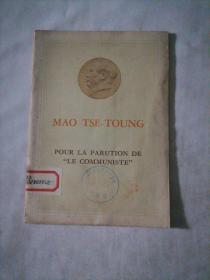 MAO TSE-TOUNG
POUR LA PARUTION DE
"LE COMMUNISTE"